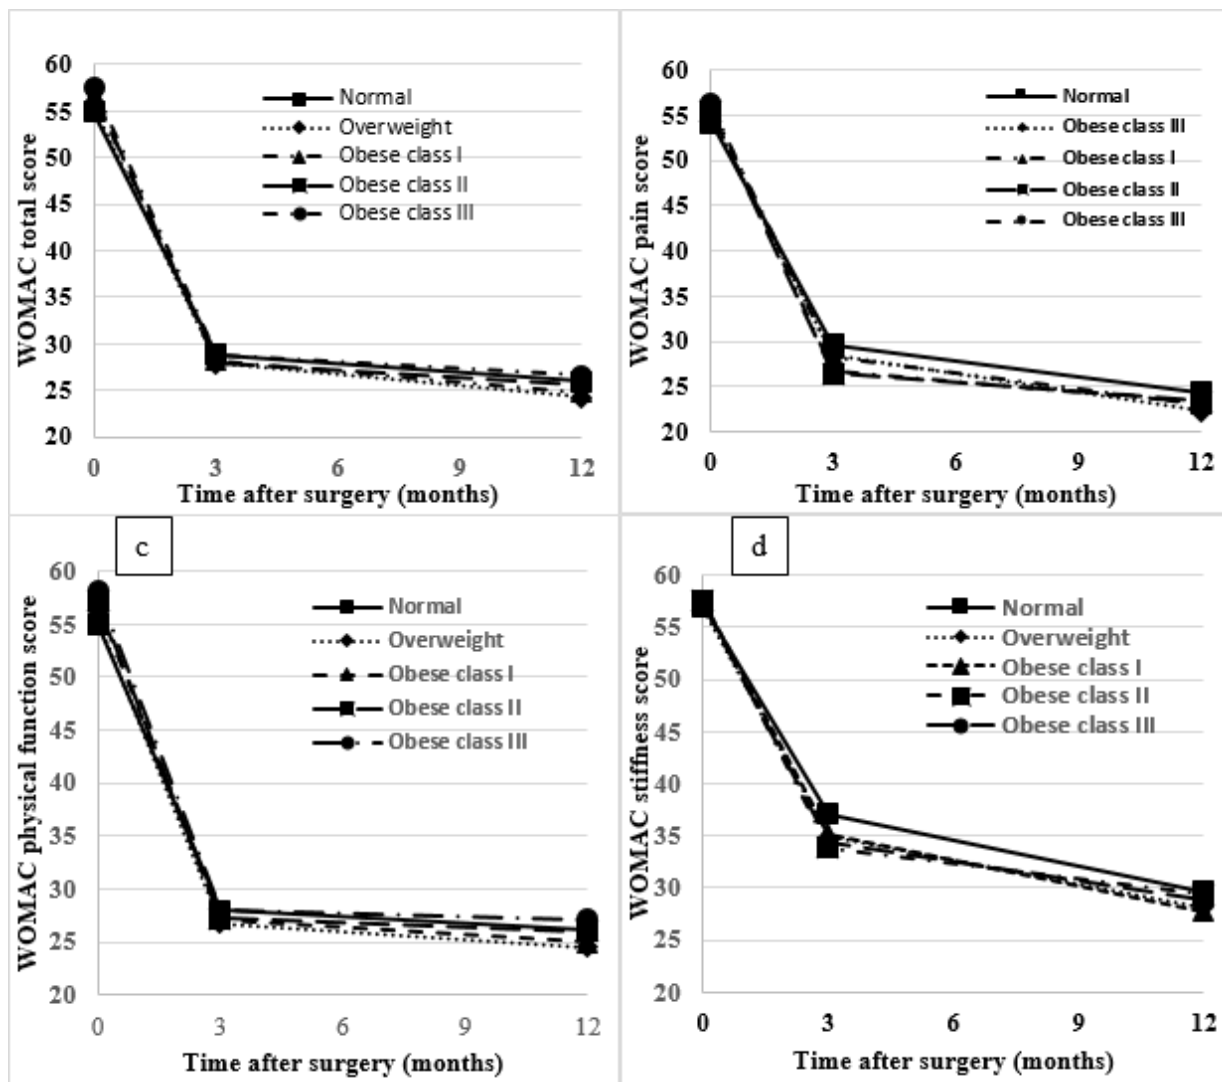 WOMAC total score
60
55
50
45
40
35
30
25
20
Normal
Overweight
Obese class I
Obese class II
Obese class III
0 3 6 9 12
Time after surgery (months)
WOMAC pain score
60
55
50
45
40
35
30
25
20
Normal
Obese class III
Obese class I
Obese class II
Obese class III
0 3 6 9 12
Time after surgery (months)
c
WOMAC physical function score
60
55
50
45
40
35
30
25
20
Normal
Overweight
Obese class I
Obese class II
Obese class III
0 3 6 9 12
Time after surgery (months)
d
WOMAC stiffness score
60
55
50
45
40
35
30
25
20
Normal
Overweight
Obese class I
Obese class II
Obese class III
0 3 6 9 12
Time after surgery (months)